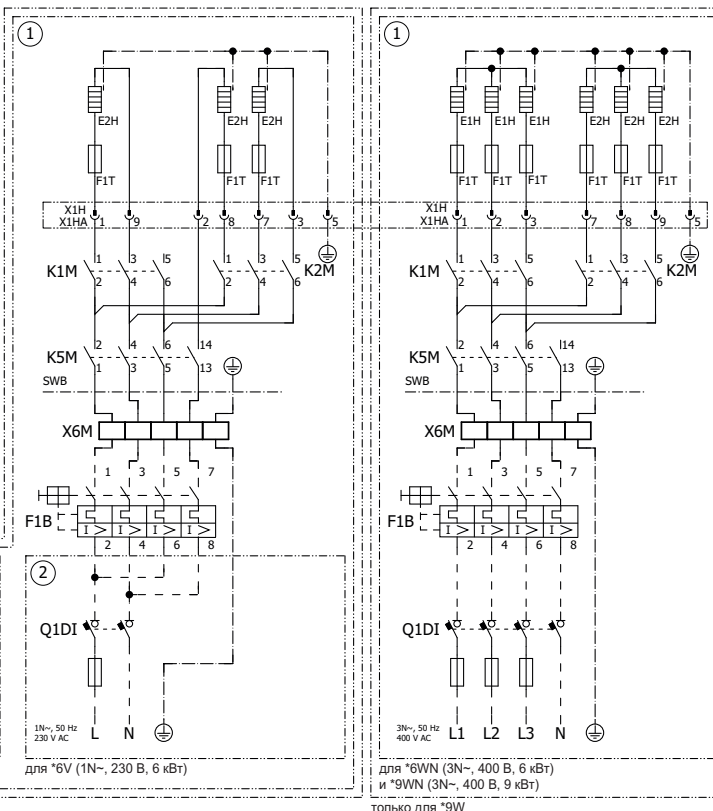 1
E2H E2H E2H
F1T F1T F1T
X1H
X1HA 1 9 2 8 7 3 5
K1M 1 3 5 1 3 5 K2M
2 4 6 2 4 6
K5M 2 4 6 14
1 3 5 13
SWB
X6M
1 3 5 7
F1B I > I > I > I >
2 4 6 8
2
Q1DI
1N~, 50 Hz
230 V AC
L N
для *6V (1N~, 230 В, 6 кВт)
1
E1H E1H E1H E2H E2H E2H
F1T F1T F1T F1T F1T F1T
X1H
X1HA 1 2 3 7 8 9 5
K1M 1 3 5 1 3 5 K2M
2 4 6 2 4 6
K5M 2 4 6 14
1 3 5 13
SWB
X6M
1 3 5 7
F1B I > I > I > I >
2 4 6 8
Q1DI
3N~, 50 Hz
400 V AC
L1 L2 L3 N
для *6WN (3N~, 400 В, 6 кВт)
и *9WN (3N~, 400 В, 9 кВт)
только для *9W